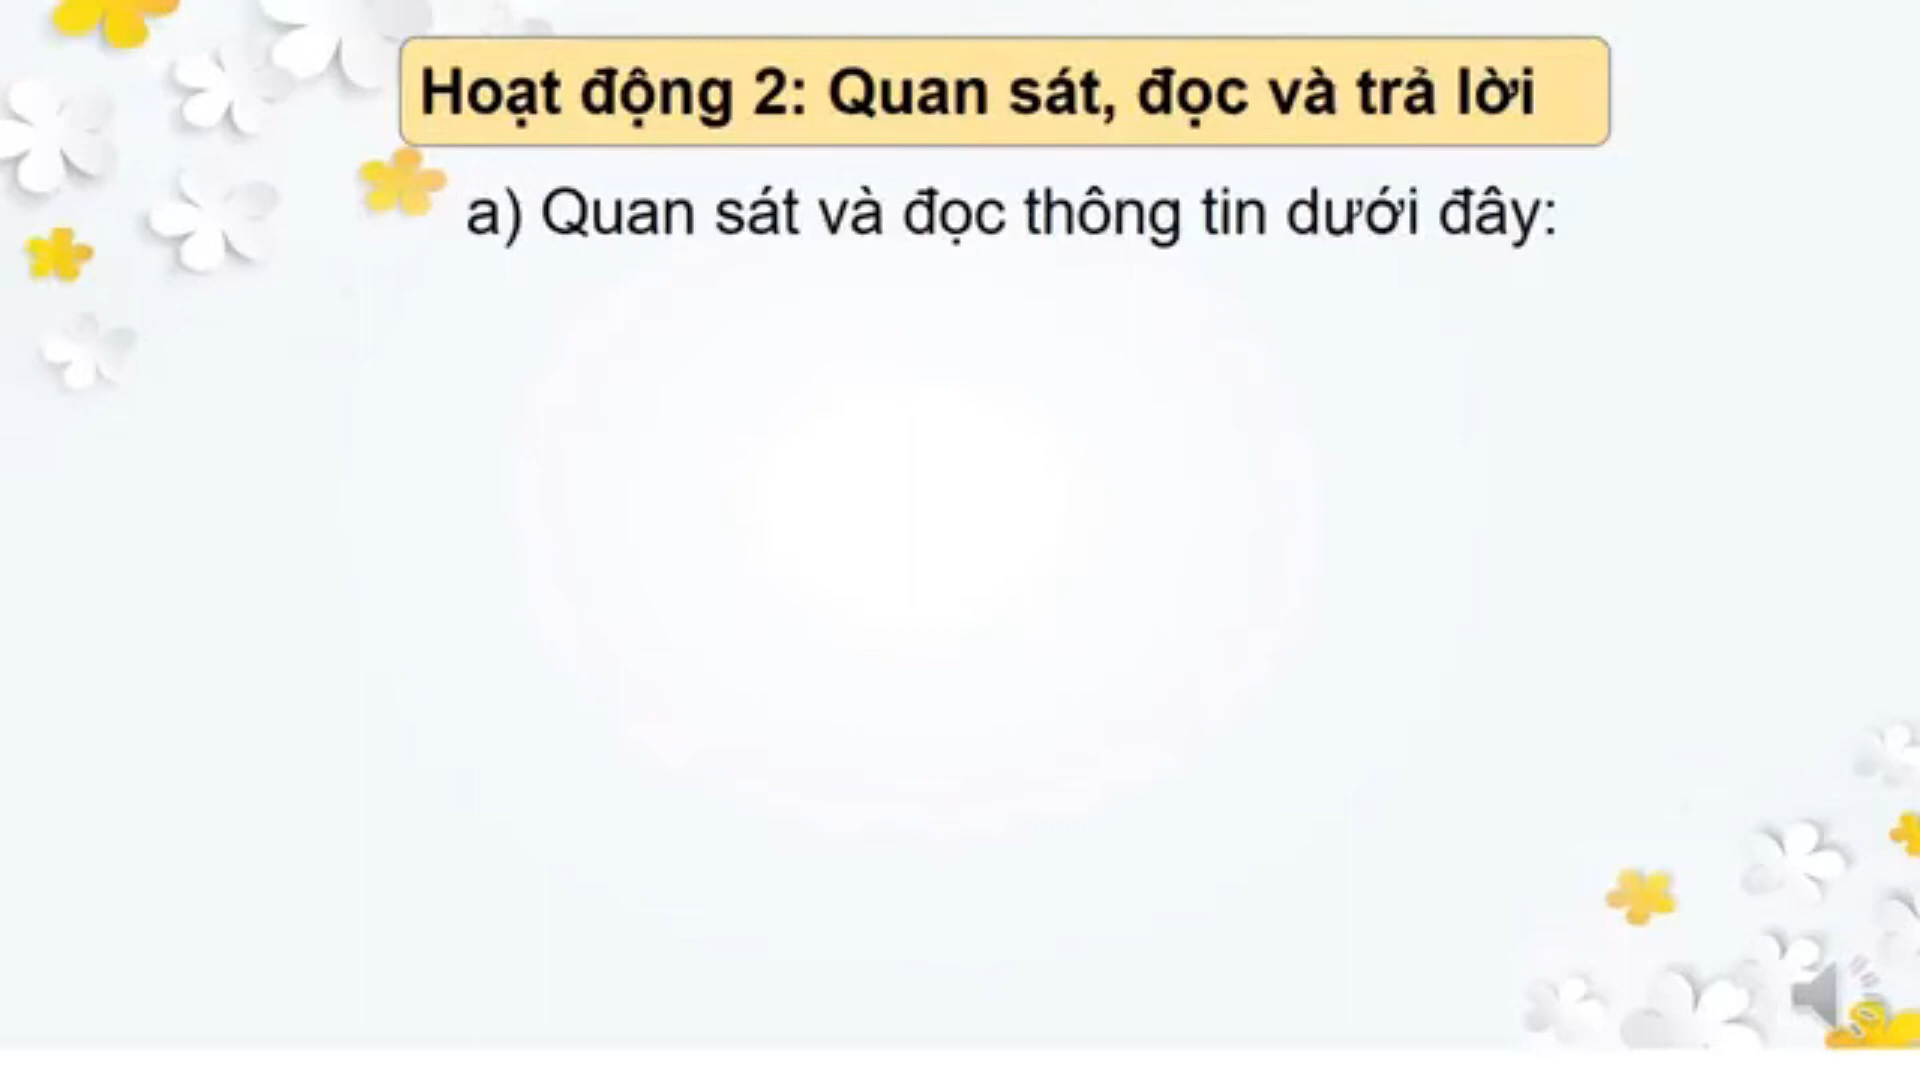 Hoạt động 2: Quan sát, đọc và trả lời
a) Quan sát và đọc thông tin dưới đây: